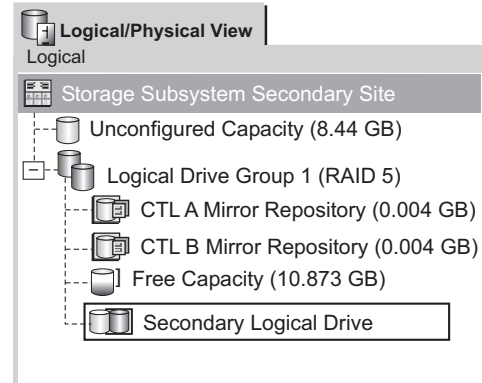 Logical/Physical View
Logical
Storage Subsystem Secondary Site
Unconfigured Capacity (8.44 GB)
Logical Drive Group 1 (RAID 5)
CTL A Mirror Repository (0.004 GB)
CTL B Mirror Repository (0.004 GB)
Free Capacity (10.873 GB)
Secondary Logical Drive